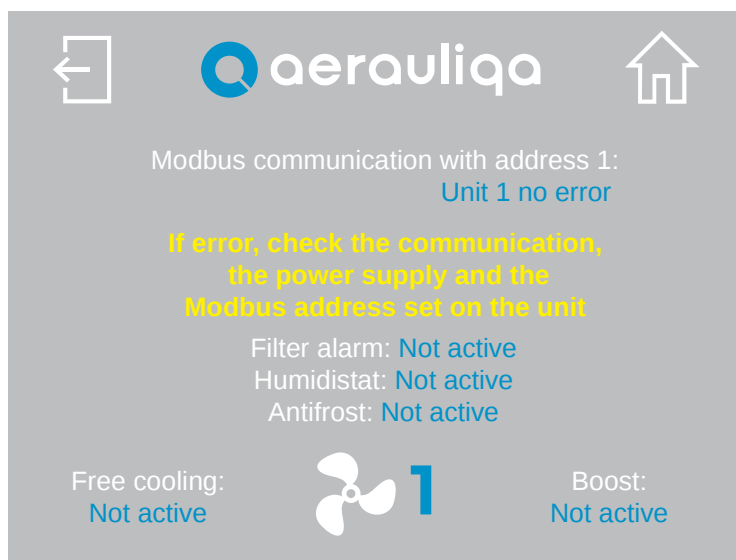 aerauliqa
Modbus communication with address 1:
Unit 1 no error
If error, check the communication,
the power supply and the
Modbus address set on the unit
Filter alarm: Not active
Humidistat: Not active
Antifrost: Not active
Free cooling:
Not active
1
Boost:
Not active